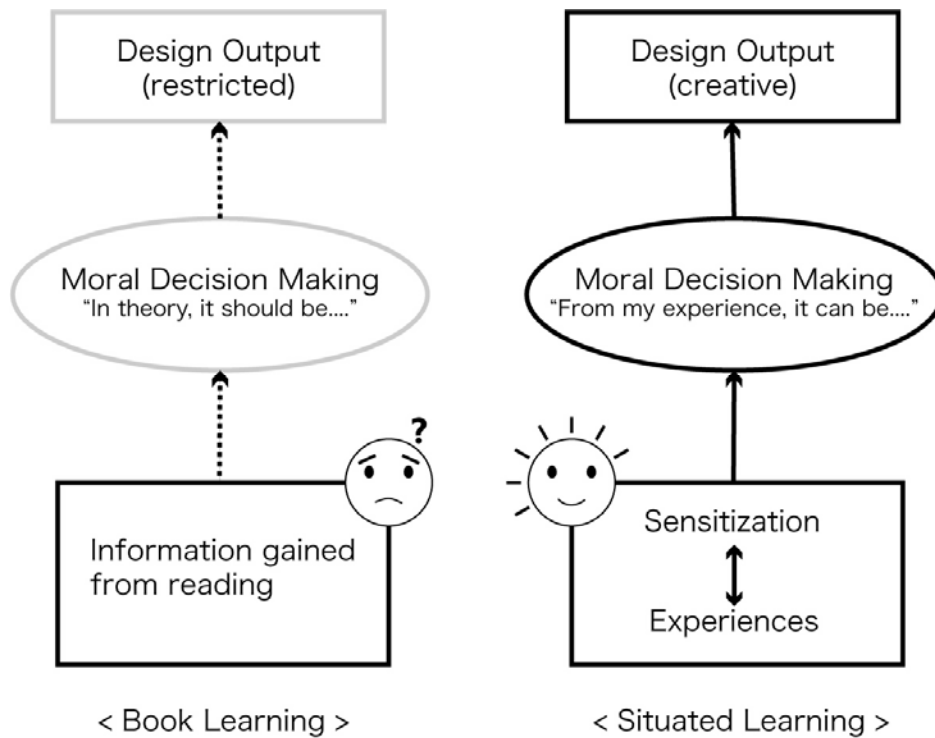 Design Output
(restricted)
Moral Decision Making
“In theory, it should be....”
?
Information gained
from reading
< Book Learning >
Design Output
(creative)
Moral Decision Making
“From my experience, it can be....”
Sensitization
Experiences
< Situated Learning >